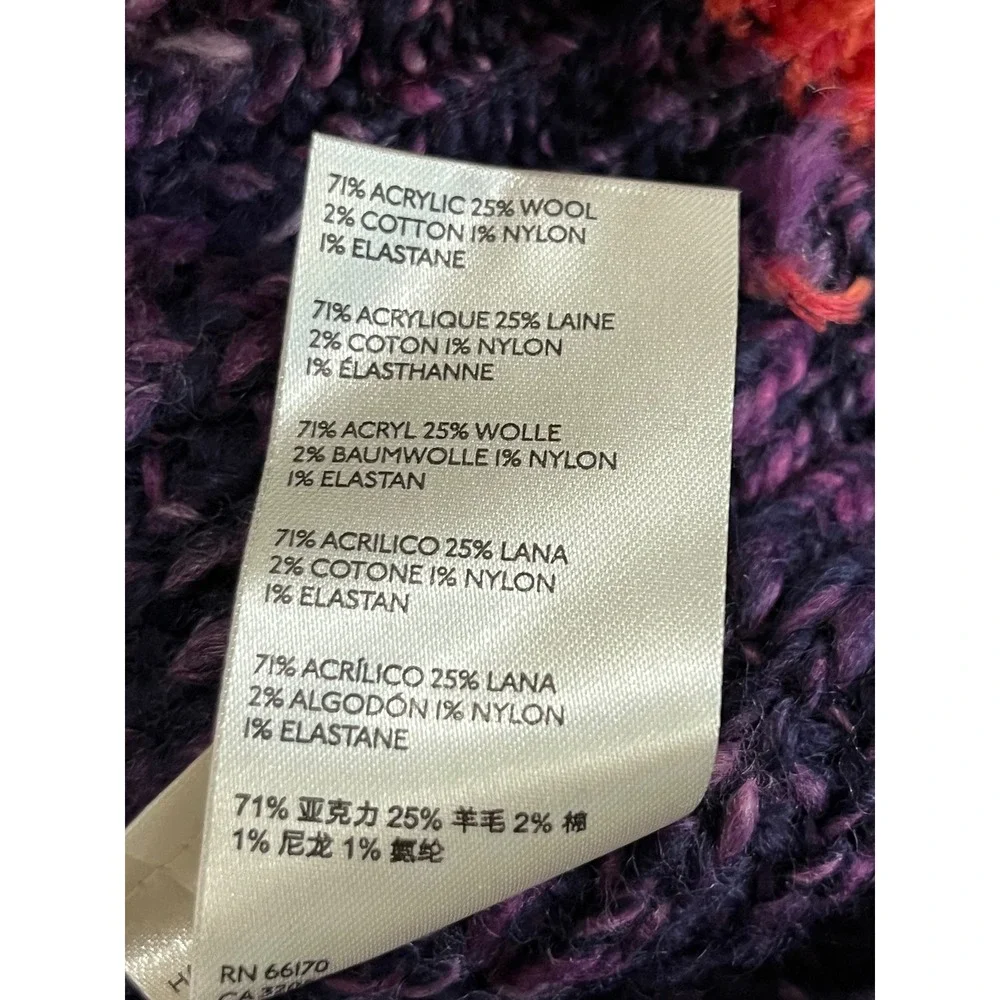 71% ACRYLIC 25% WOOL
2% COTTON 1% NYLON
1% ELASTANE
71% ACRYLIQUE 25% LAINE
2% COTON 1% NYLON
1% ÉLASTHANNE
71% ACRYL 25% WOLLE
2% BAUMWOLLE 1% NYLON
1% ELASTAN
71% ACRILICO 25% LANA
2% COTONE 1% NYLON
1% ELASTAN
71% ACRÍLICO 25% LANA
2% ALGODÓN 1% NYLON
1% ELASTANE
71% 亚克力 25% 羊毛 2% 棉
1% 尼龙 1% 氨纶
RN 66170
CA